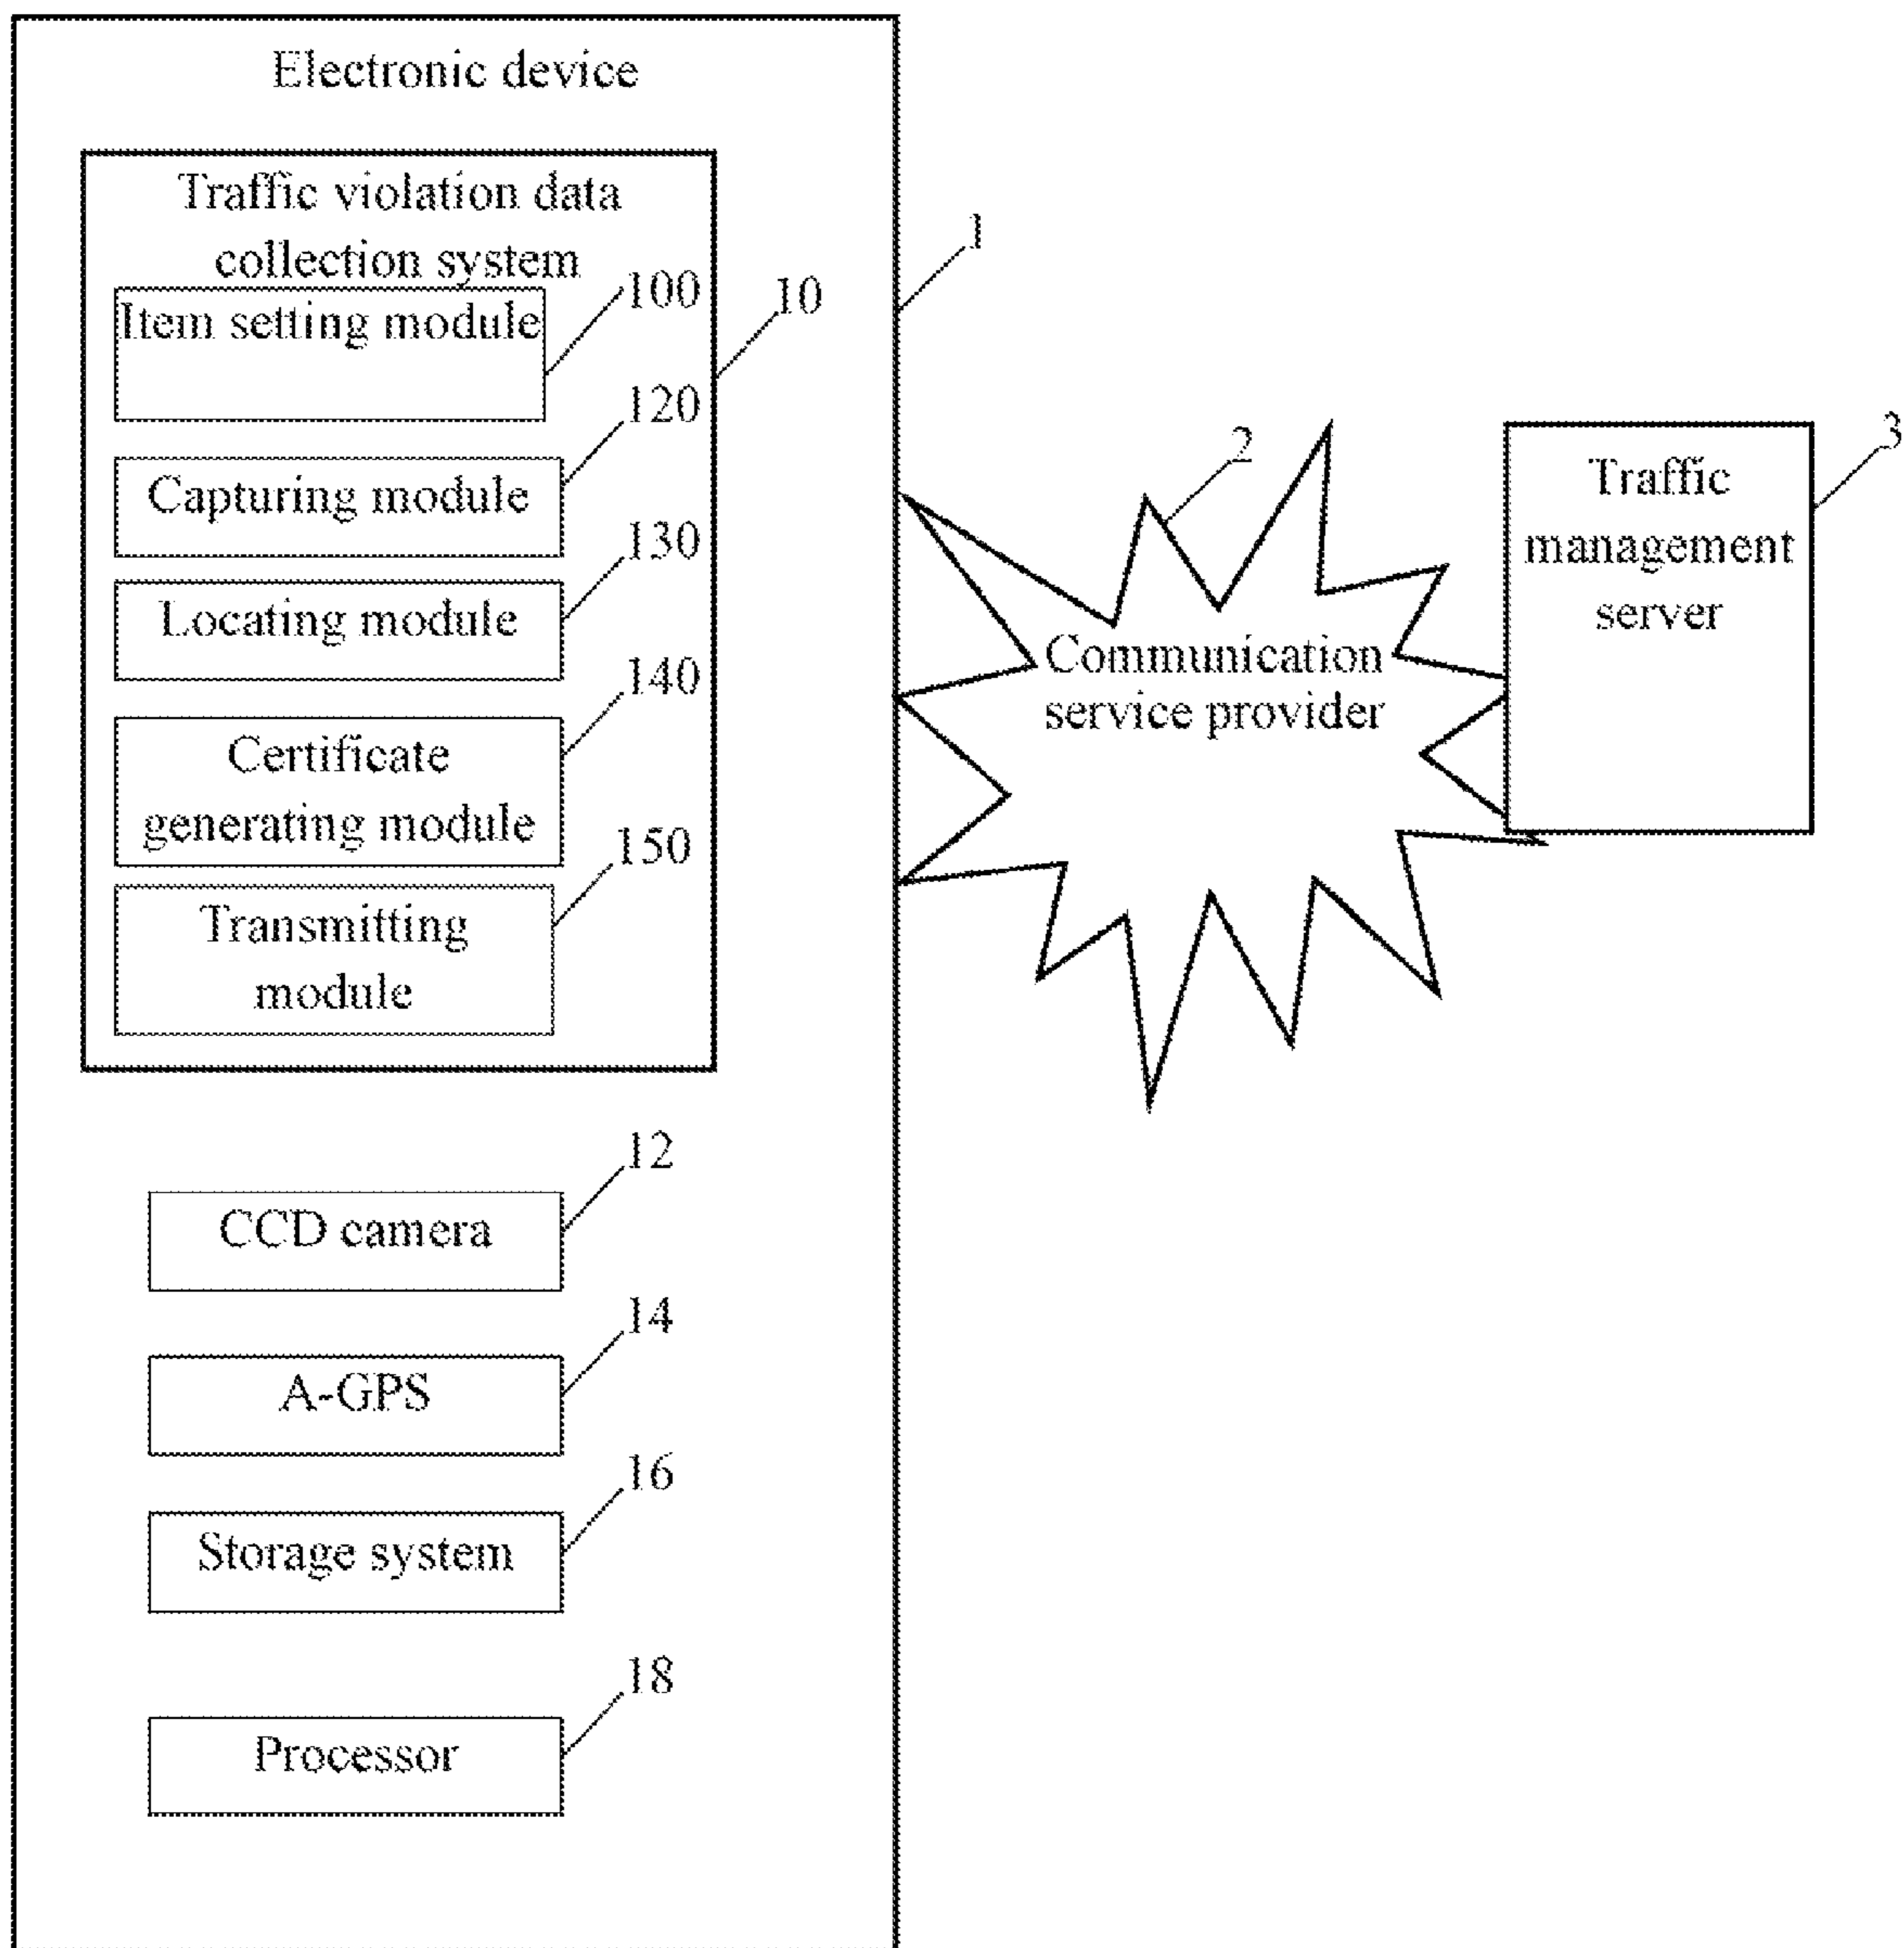 Electronic device
Traffic violation data
collection system
Item setting module
100
10
1
Capturing module
120
Locating module
130
Certificate
generating module
140
Transmitting
module
150
CCD camera
12
A-GPS
14
Storage system
16
Processor
18
2
Communication
service provider
3
Traffic
management
server